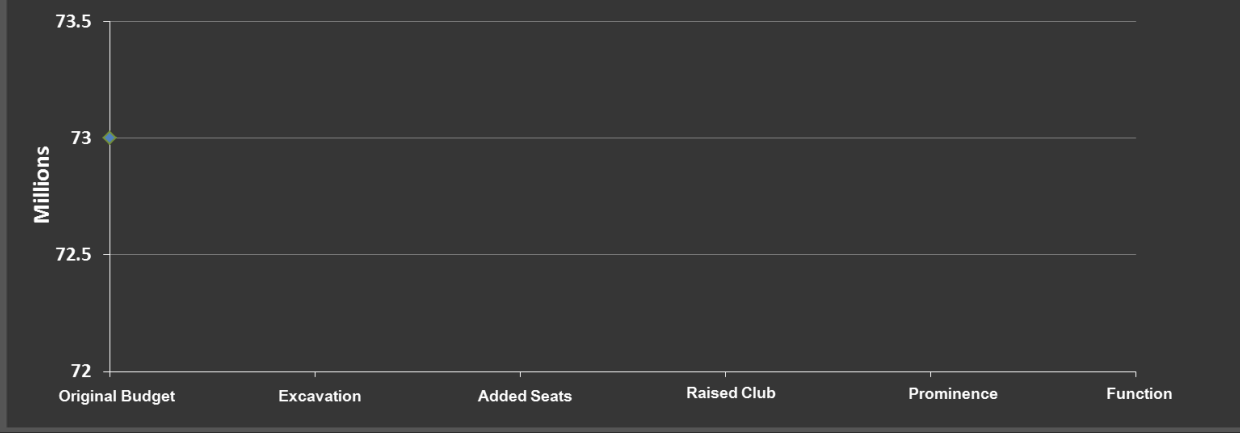 73.5
73
Millions
72.5
72
Original Budget
Excavation
Added Seats
Raised Club
Prominence
Function